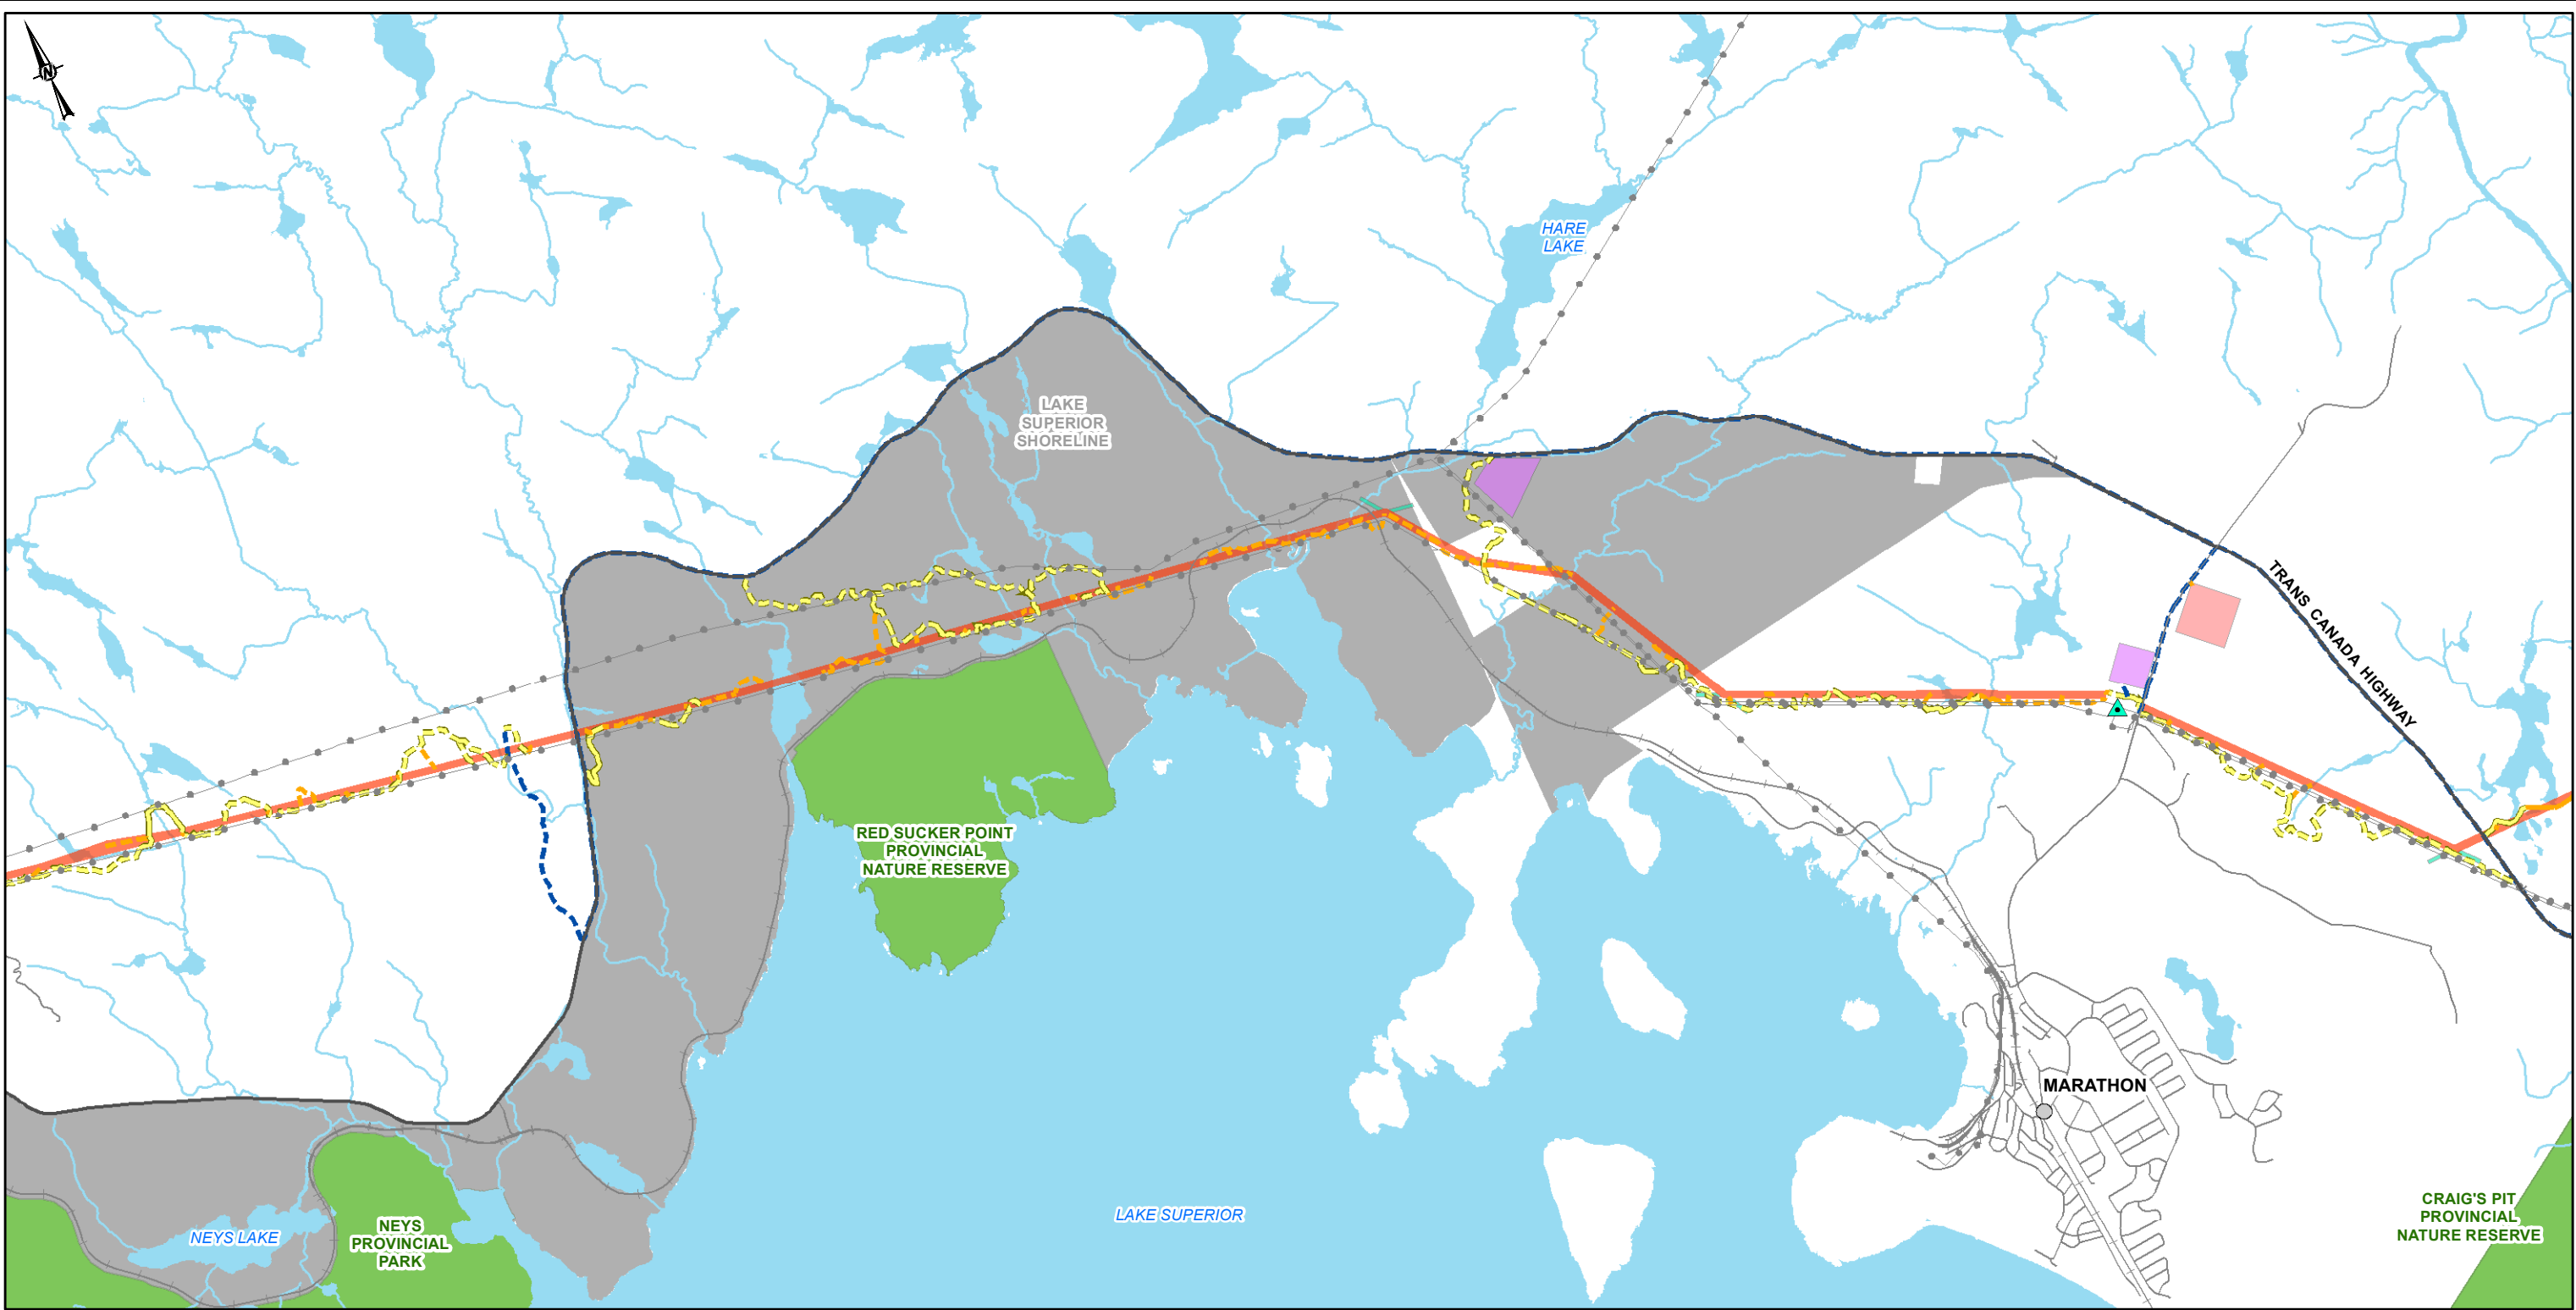 N
HARE
LAKE
LAKE
SUPERIOR
SHORELINE
TRANS CANADA HIGHWAY
RED SUCKER POINT
PROVINCIAL
NATURE RESERVE
MARATHON
LAKE SUPERIOR
NEYS LAKE
NEYS
PROVINCIAL
PARK
CRAIG'S PIT
PROVINCIAL
NATURE RESERVE